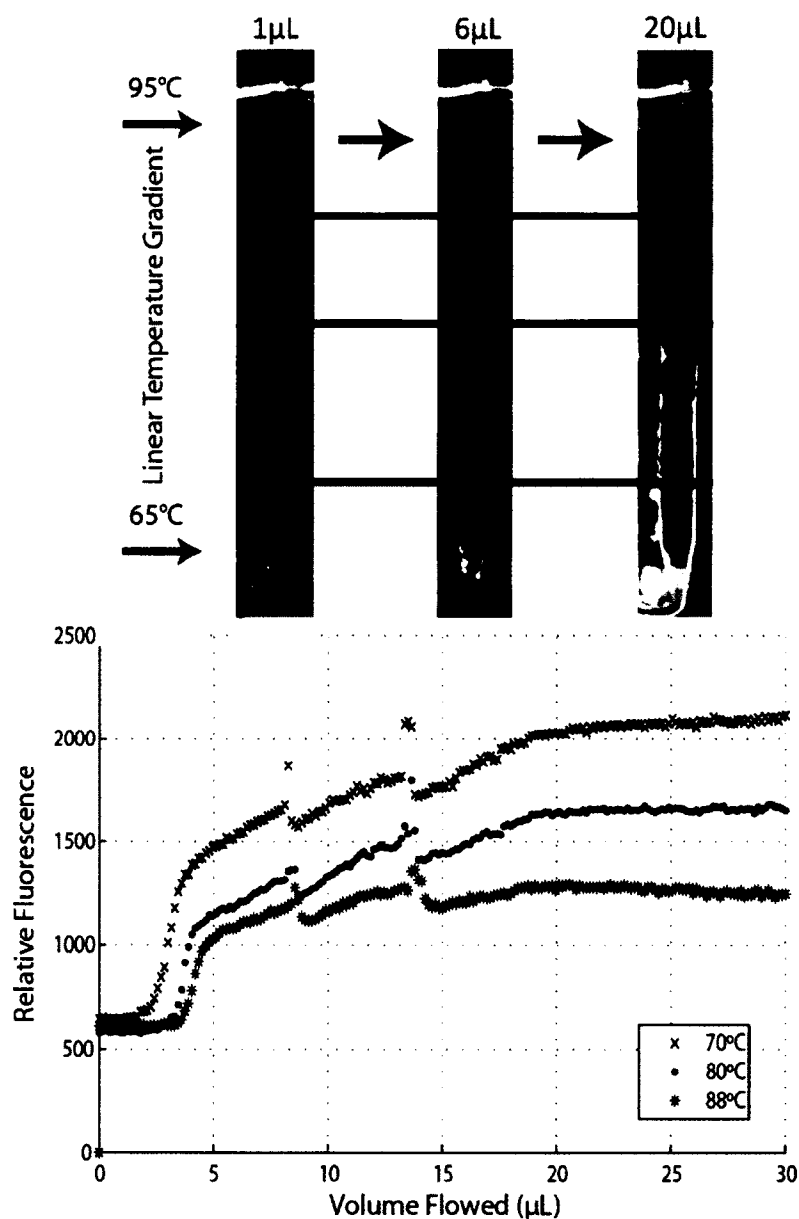 1μL 6μL 20μL
95°C
Linear Temperature Gradient
65°C
2500
2000
1500
1000
500
0
Relative Fluorescence
70°C
80°C
88°C
0 5 10 15 20 25 30
Volume Flowed (μL)